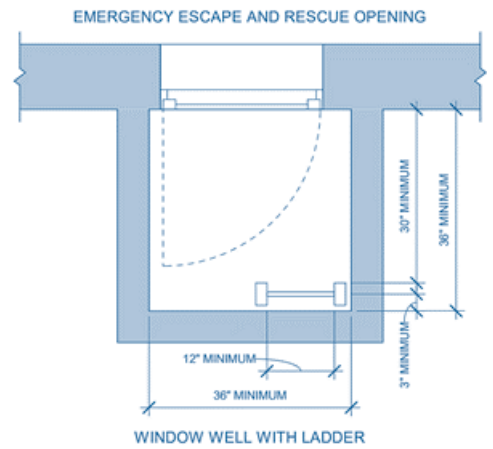 EMERGENCY ESCAPE AND RESCUE OPENING
30" MINIMUM
36" MINIMUM
3" MINIMUM
12" MINIMUM
36" MINIMUM
WINDOW WELL WITH LADDER